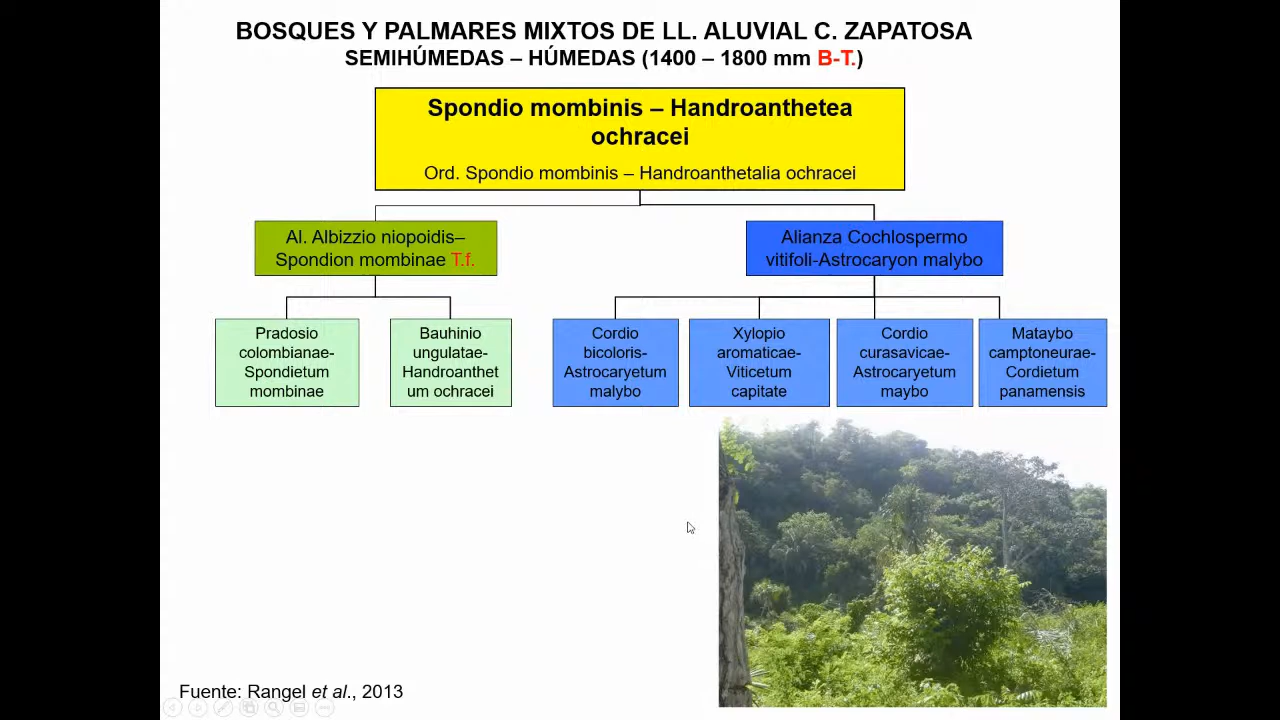 BOSQUES Y PALMARES MIXTOS DE LL. ALUVIAL C. ZAPATOSA
SEMIHÚMEDAS – HÚMEDAS (1400 – 1800 mm B-T.)
Spondio mombinis – Handroanthetea
ochracei
Ord. Spondio mombinis – Handroanthetalia ochracei
Al. Albizzio niopoidis–
Spondion mombinae T.f.
Alianza Cochlospermo
vitifoli-Astrocaryon malybo
Pradosio
colombianae-
Spondietum
mombinae
Bauhinio
ungulatae-
Handroanthet
um ochracei
Cordio
bicoloris-
Astrocaryetum
malybo
Xylopio
aromaticae-
Viticetum
capitate
Cordio
curasavicae-
Astrocaryetum
maybo
Mataybo
camptoneurae-
Cordietum
panamensis
Fuente: Rangel et al., 2013